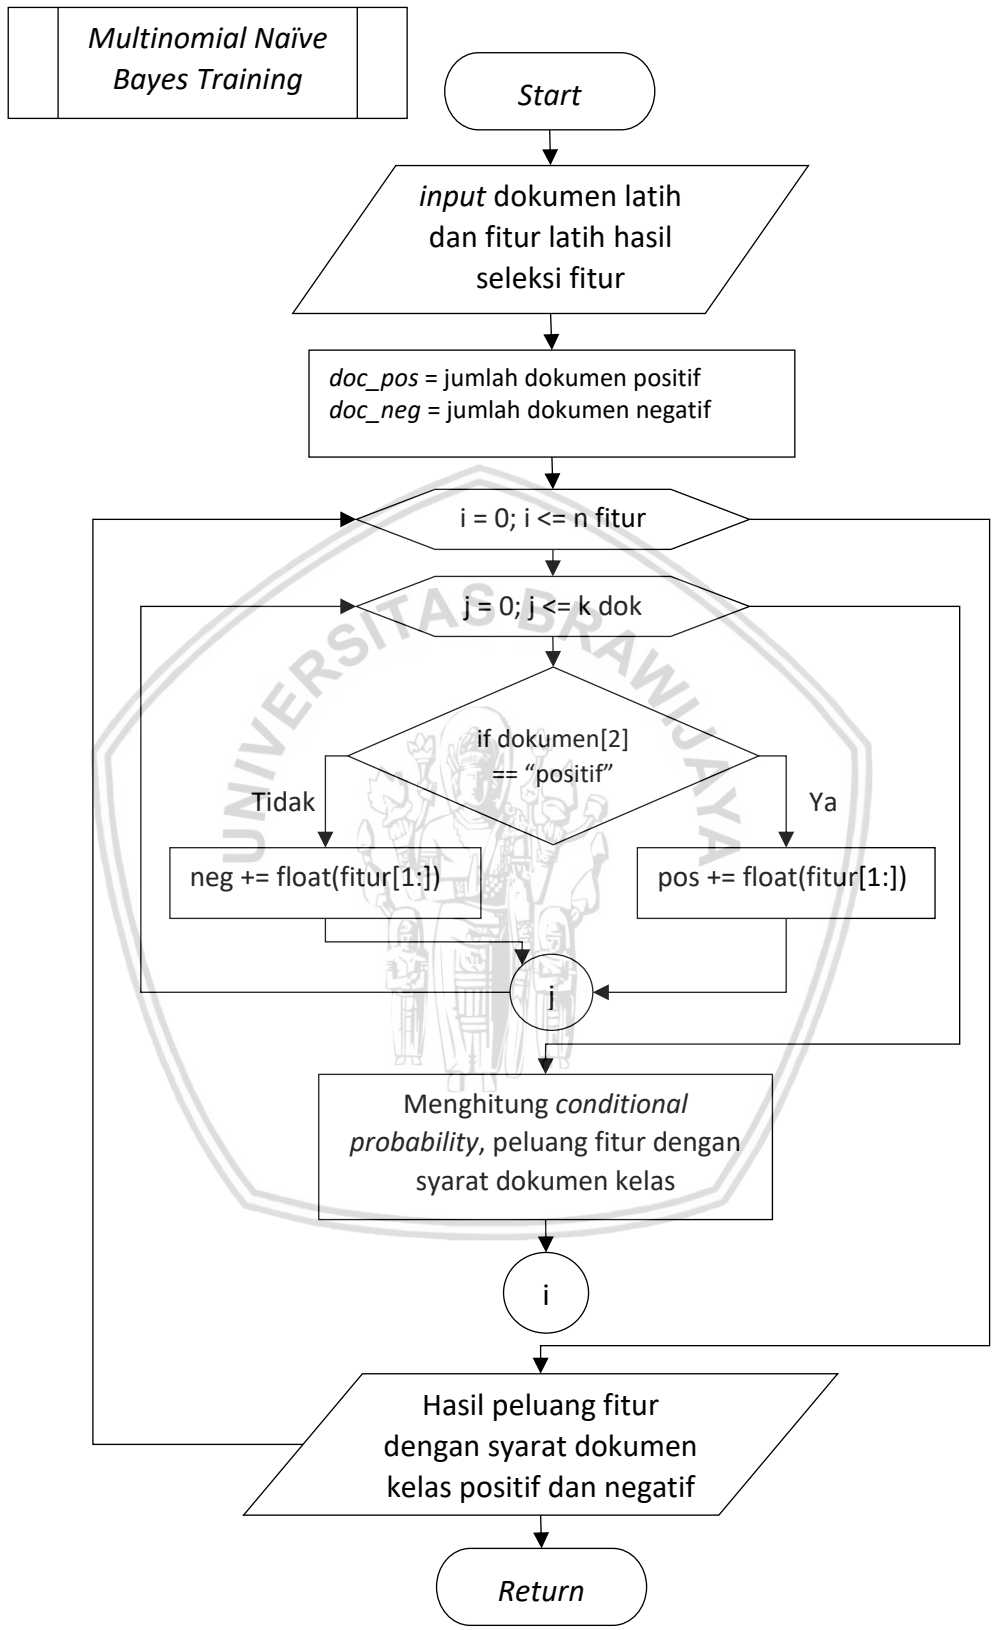 Multinomial Naïve
Bayes Training
Start
input dokumen latih
dan fitur latih hasil
seleksi fitur
doc_pos = jumlah dokumen positif
doc_neg = jumlah dokumen negatif
i = 0; i <= n fitur
j = 0; j <= k dok
UNIVERSITAS BRAWIJAYA
if dokumen[2]
== “positif”
Tidak
Ya
neg += float(fitur[1:])
pos += float(fitur[1:])
j
Menghitung conditional
probability, peluang fitur dengan
syarat dokumen kelas
i
Hasil peluang fitur
dengan syarat dokumen
kelas positif dan negatif
Return